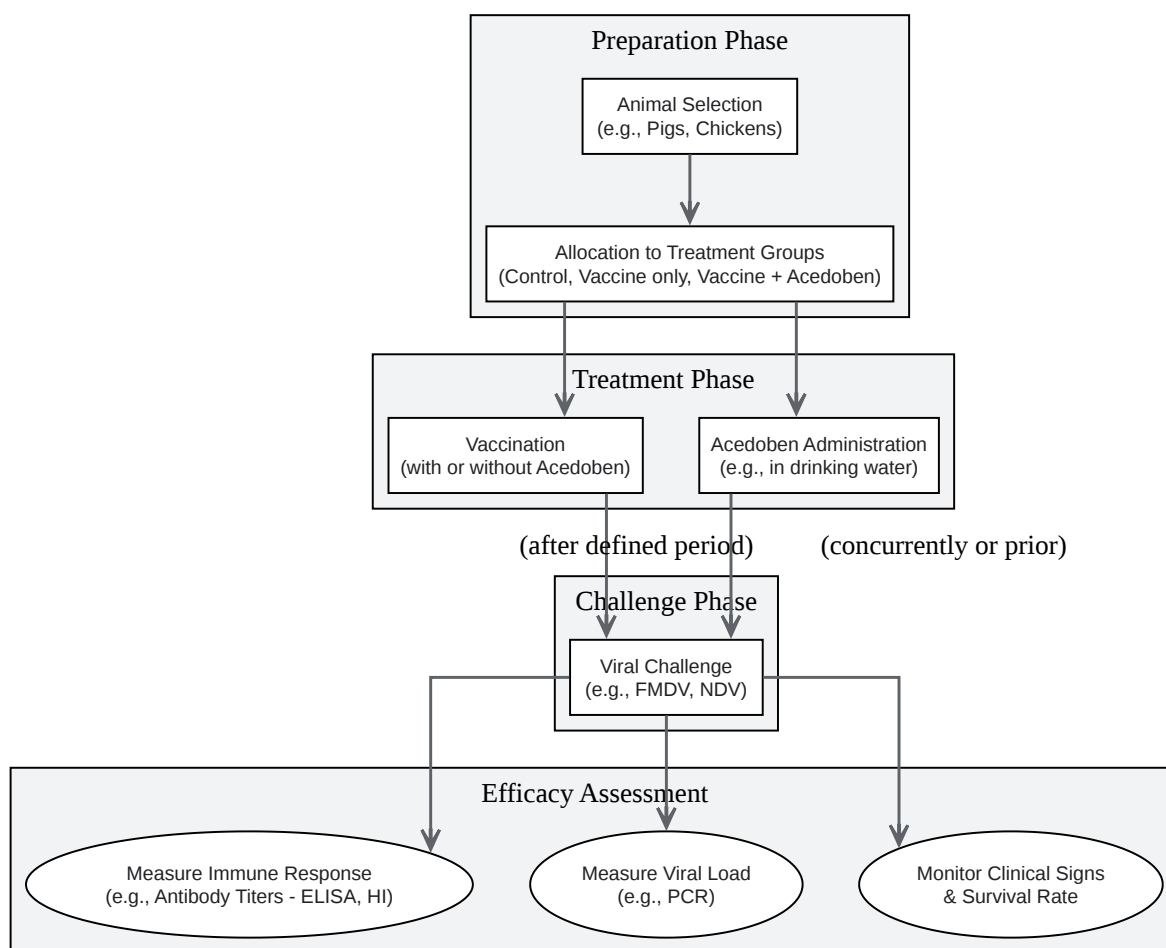 Preparation Phase
Animal Selection
(e.g., Pigs, Chickens)
Allocation to Treatment Groups
(Control, Vaccine only, Vaccine + Acedoben)
Treatment Phase
Vaccination
(with or without Acedoben)
Acedoben Administration
(e.g., in drinking water)
(after defined period)
(concurrently or prior)
Challenge Phase
Viral Challenge
(e.g., FMDV, NDV)
Efficacy Assessment
Measure Immune Response
(e.g., Antibody Titers - ELISA, HI)
Measure Viral Load
(e.g., PCR)
Monitor Clinical Signs
& Survival Rate